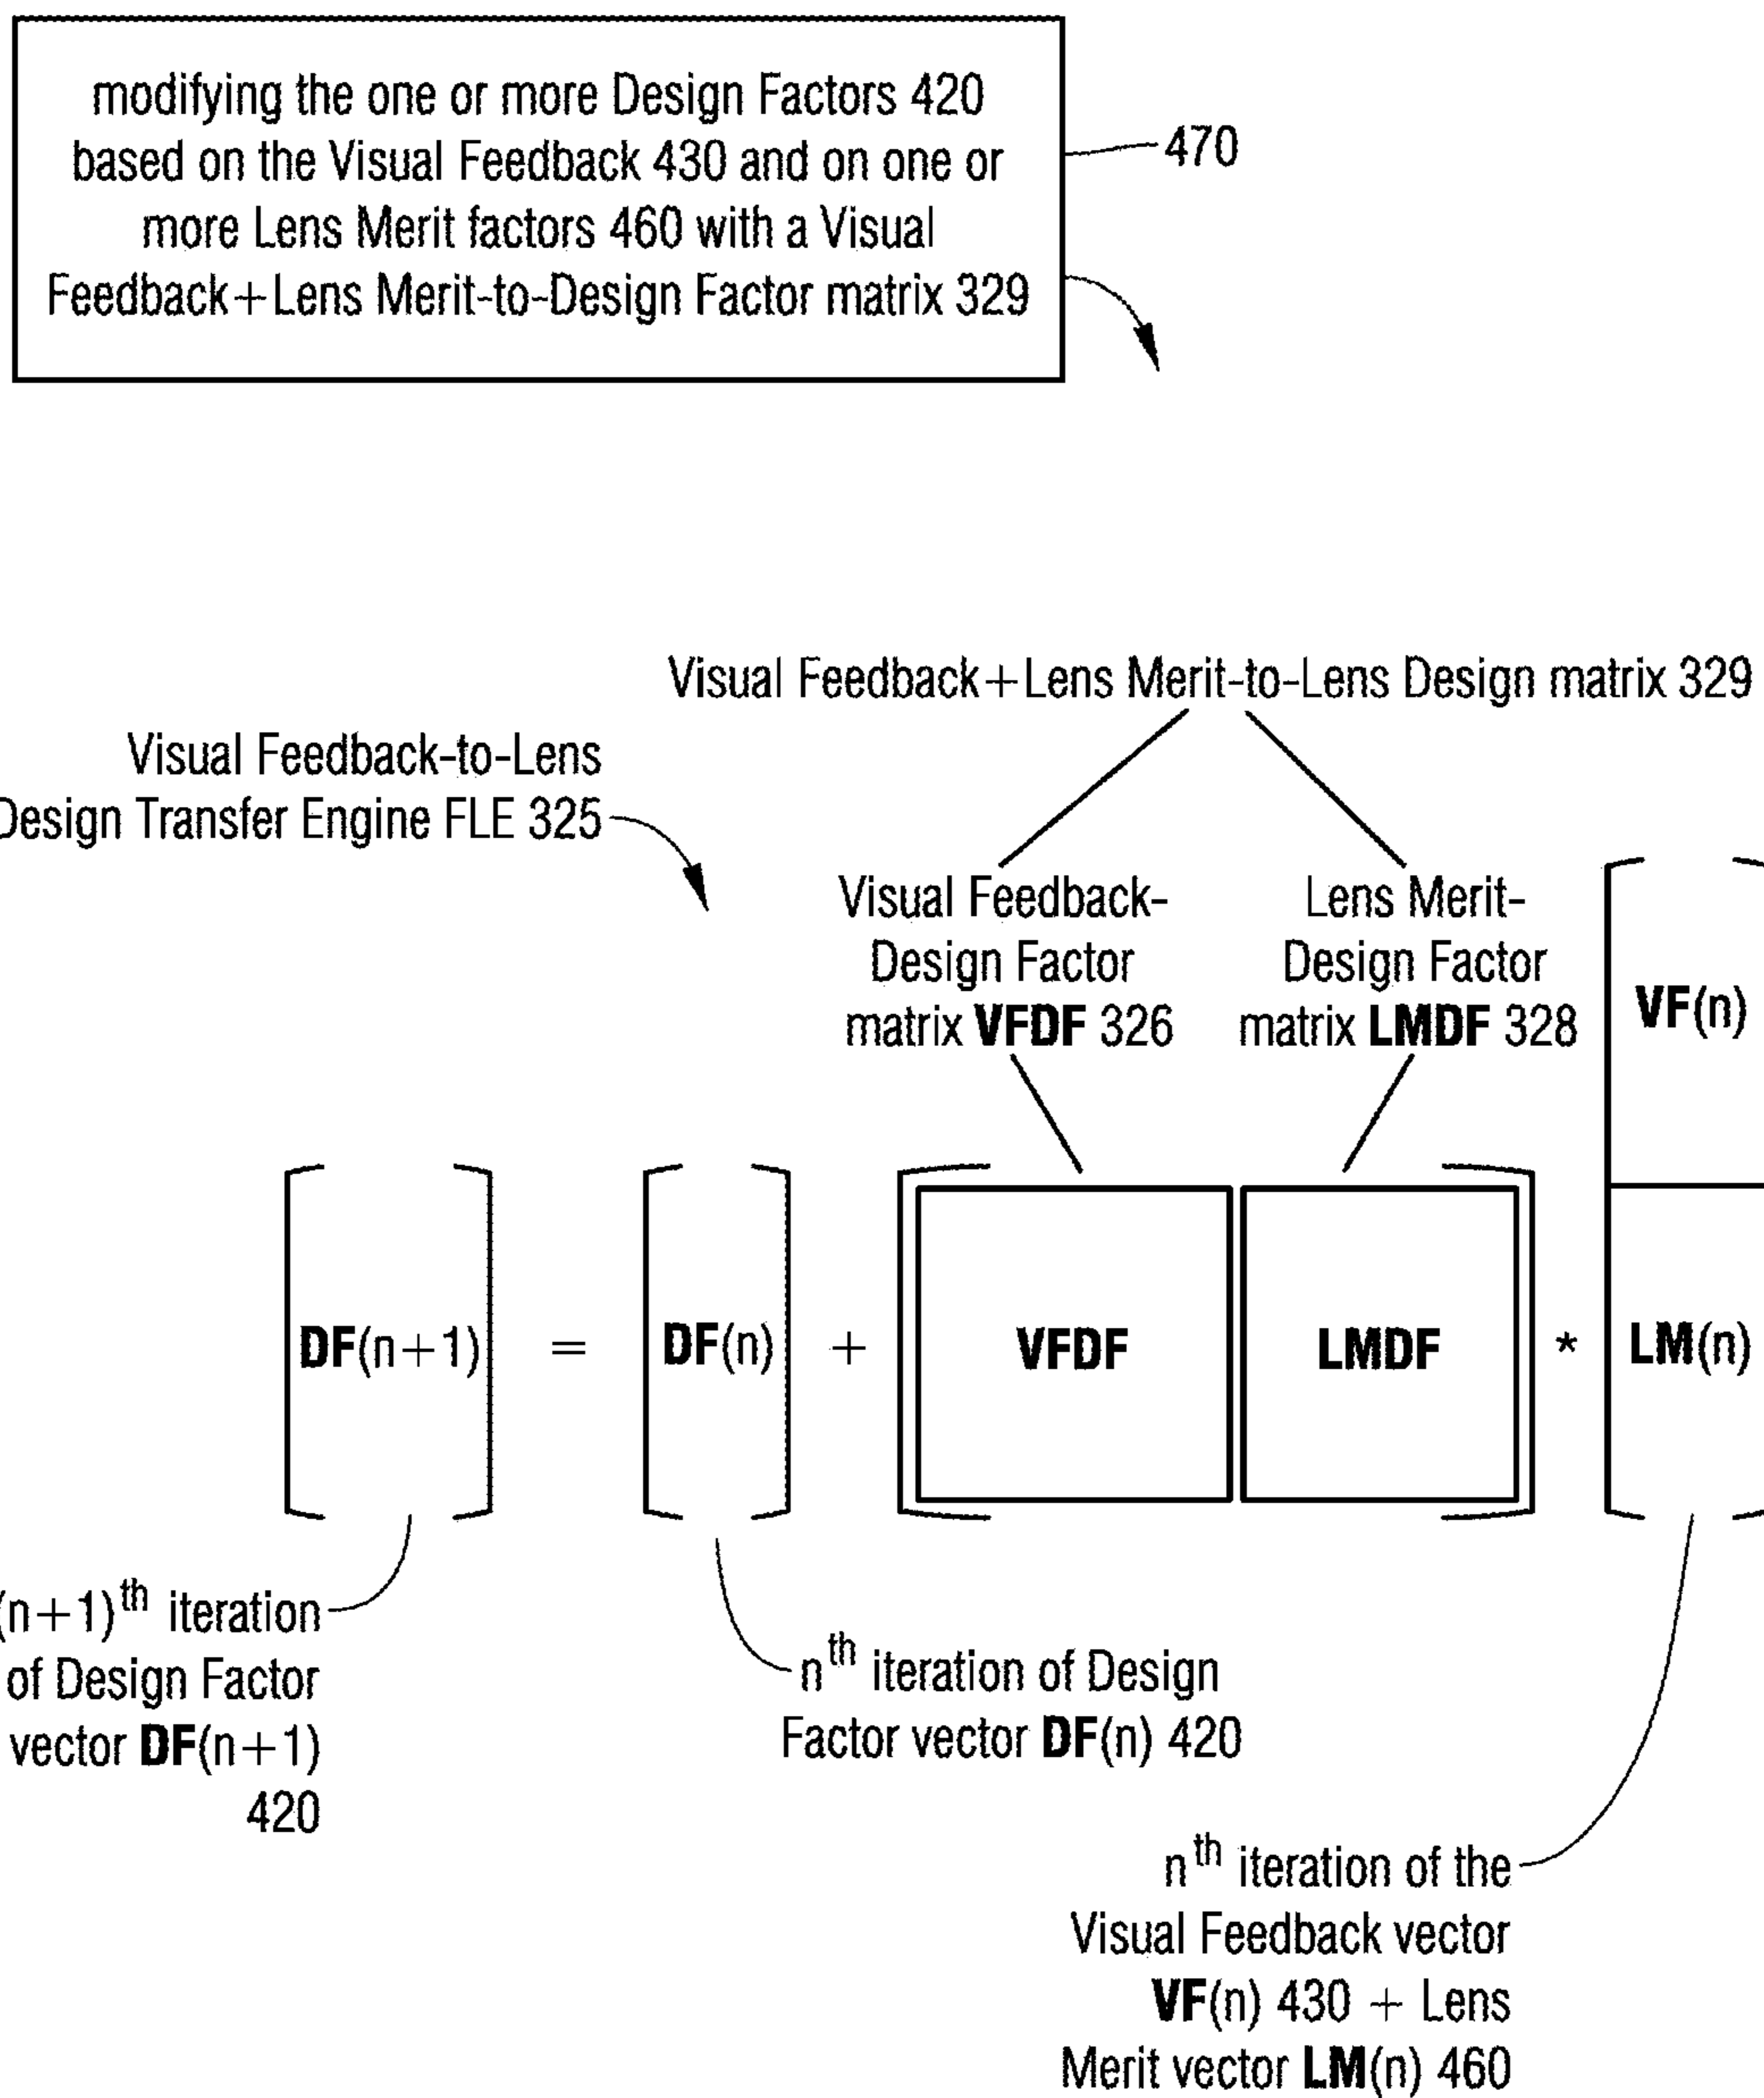 modifying the one or more Design Factors 420
based on the Visual Feedback 430 and on one or
more Lens Merit factors 460 with a Visual
Feedback+Lens Merit-to-Design Factor matrix 329
470
Visual Feedback+Lens Merit-to-Lens Design matrix 329
Visual Feedback-to-Lens
Design Transfer Engine FLE 325
Visual Feedback-
Design Factor
matrix VFDF 326
Lens Merit-
Design Factor
matrix LMDF 328
VF(n)
DF(n+1) = DF(n) + VFDF LMDF * LM(n)
(n+1)th iteration
of Design Factor
vector DF(n+1)
420
nth iteration of Design
Factor vector DF(n) 420
nth iteration of the
Visual Feedback vector
VF(n) 430 + Lens
Merit vector LM(n) 460